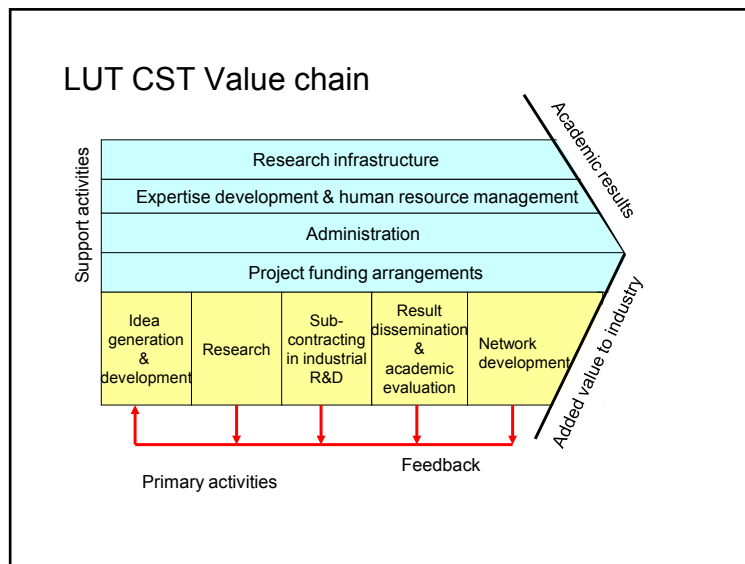 LUT CST Value chain
Support activities
Research infrastructure
Expertise development & human resource management
Administration
Project funding arrangements
Academic results
Added value to industry
Idea
generation
&
development
Research
Sub-
contracting
in industrial
R&D
Result
dissemination
&
academic
evaluation
Network
development
Feedback
Primary activities